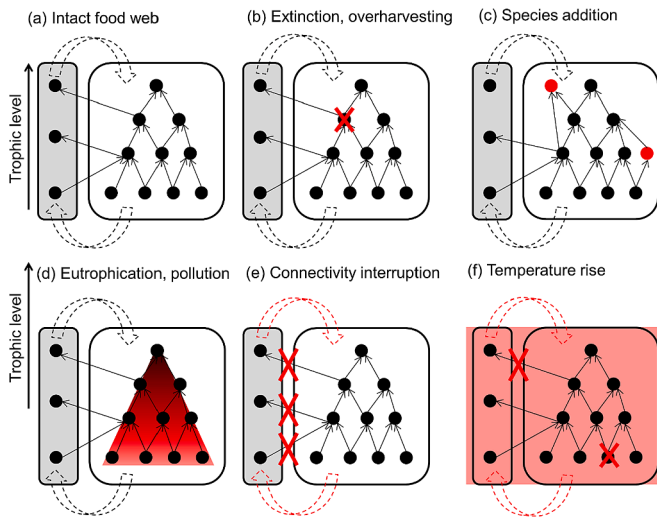 (a) Intact food web
(b) Extinction, overharvesting
(c) Species addition
Trophic level
(d) Eutrophication, pollution
(e) Connectivity interruption
(f) Temperature rise
Trophic level